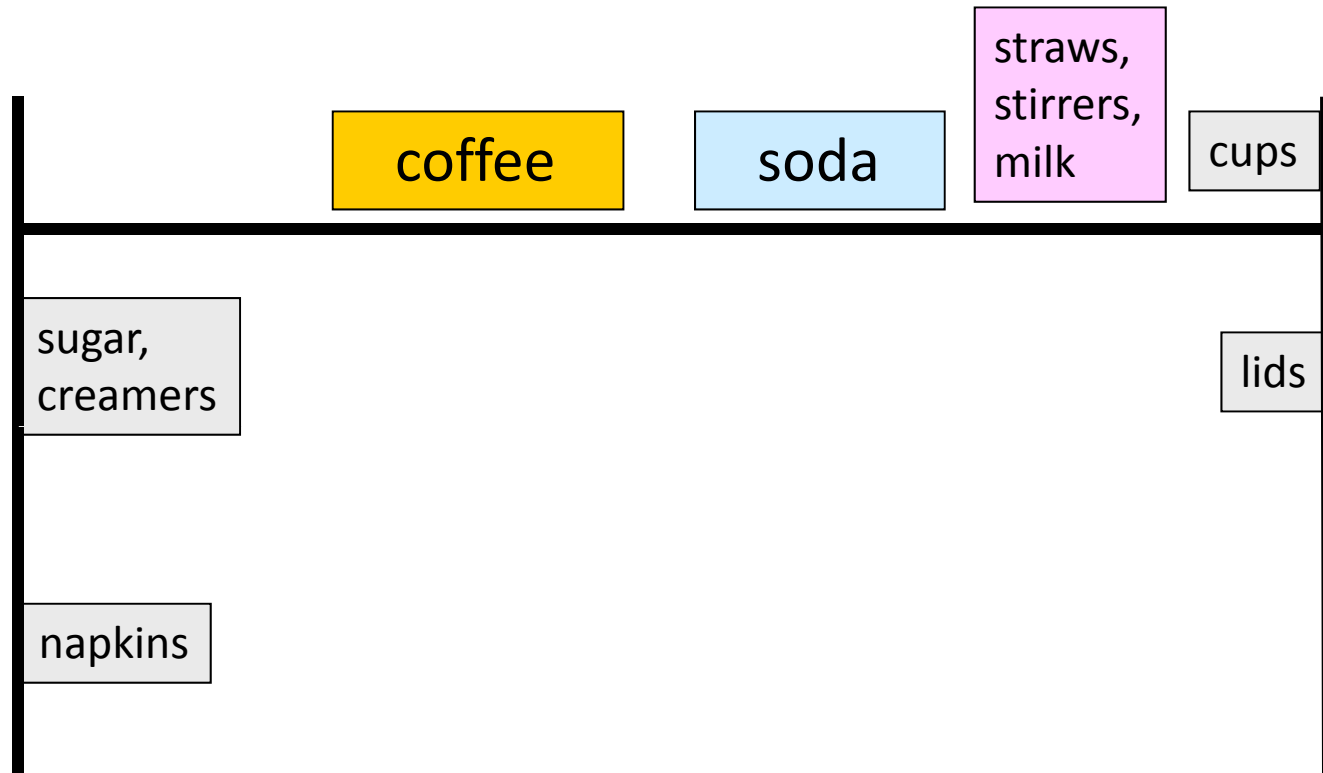 coffee
soda
straws,
stirrers,
milk
cups
sugar,
creamers
lids
napkins